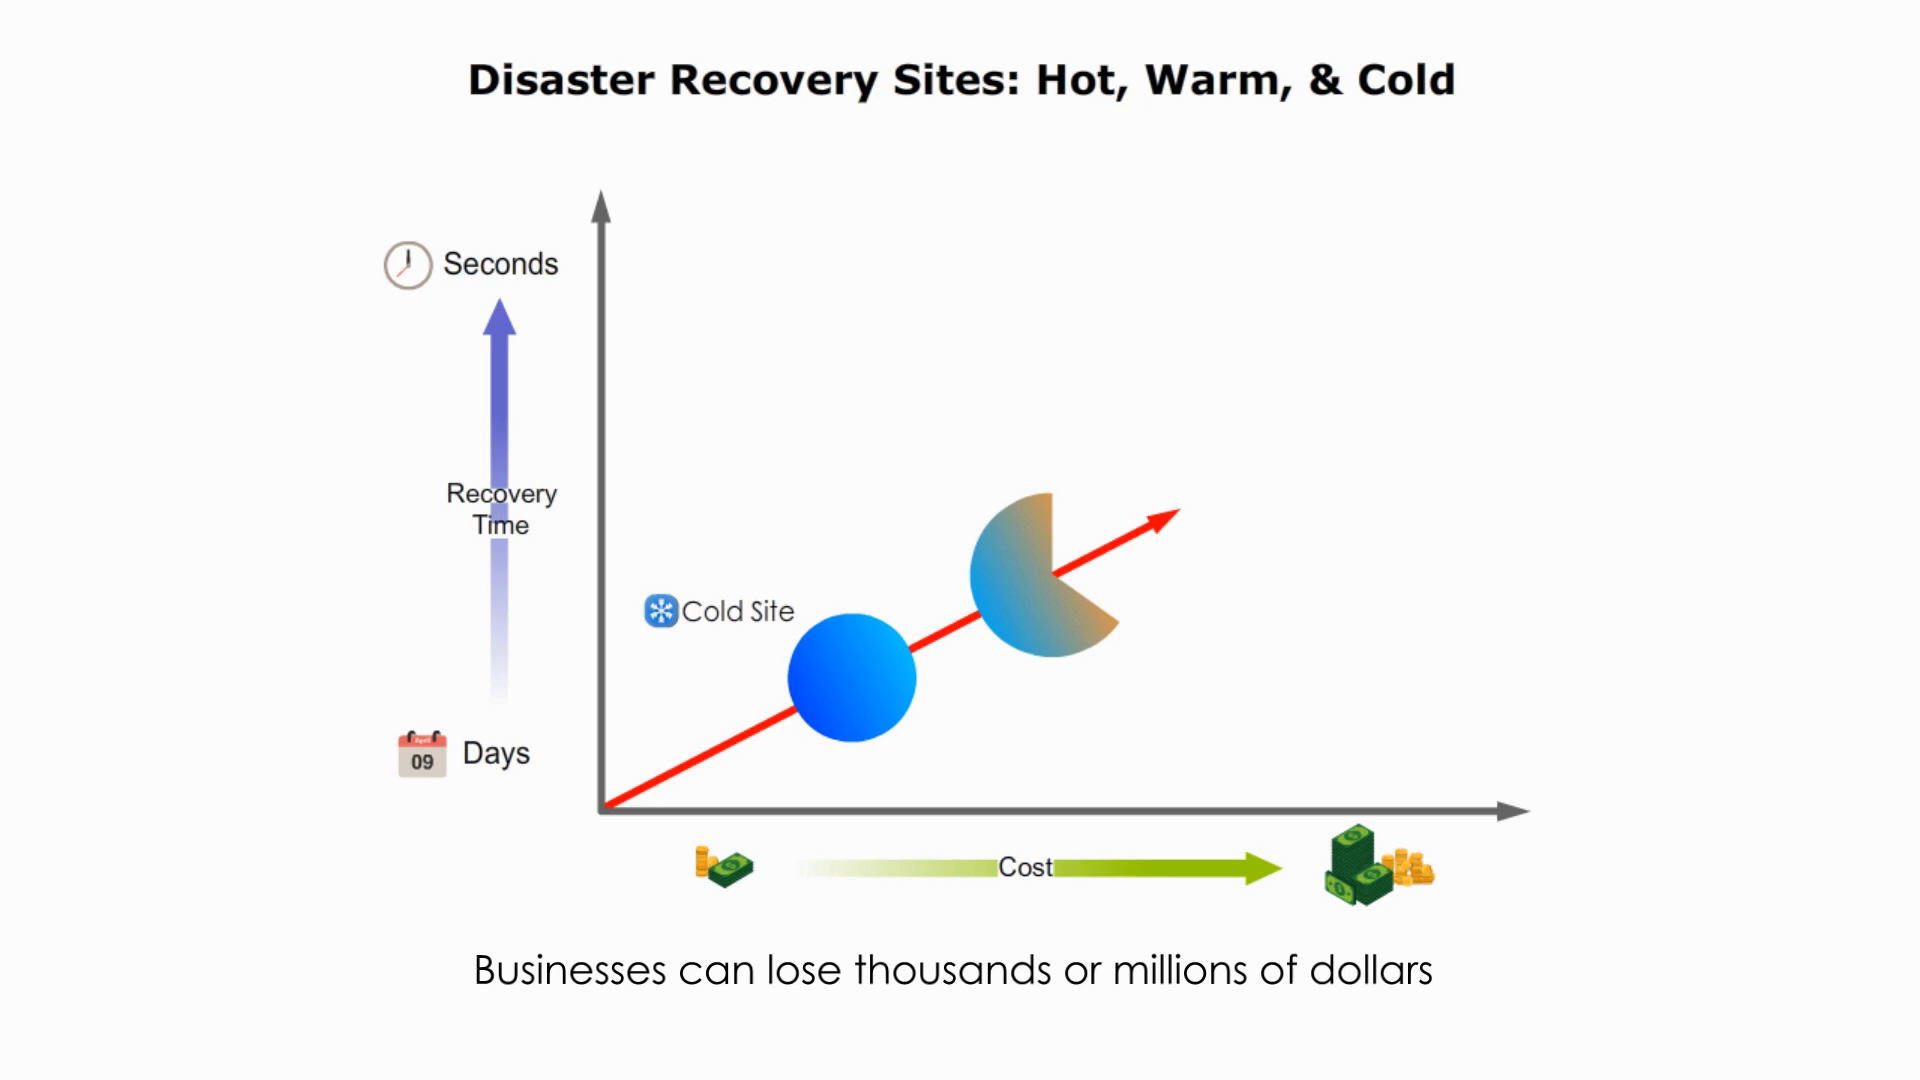 Disaster Recovery Sites: Hot, Warm, & Cold
Seconds
Recovery
Time
Cold Site
April
09
Days
Cost
Businesses can lose thousands or millions of dollars